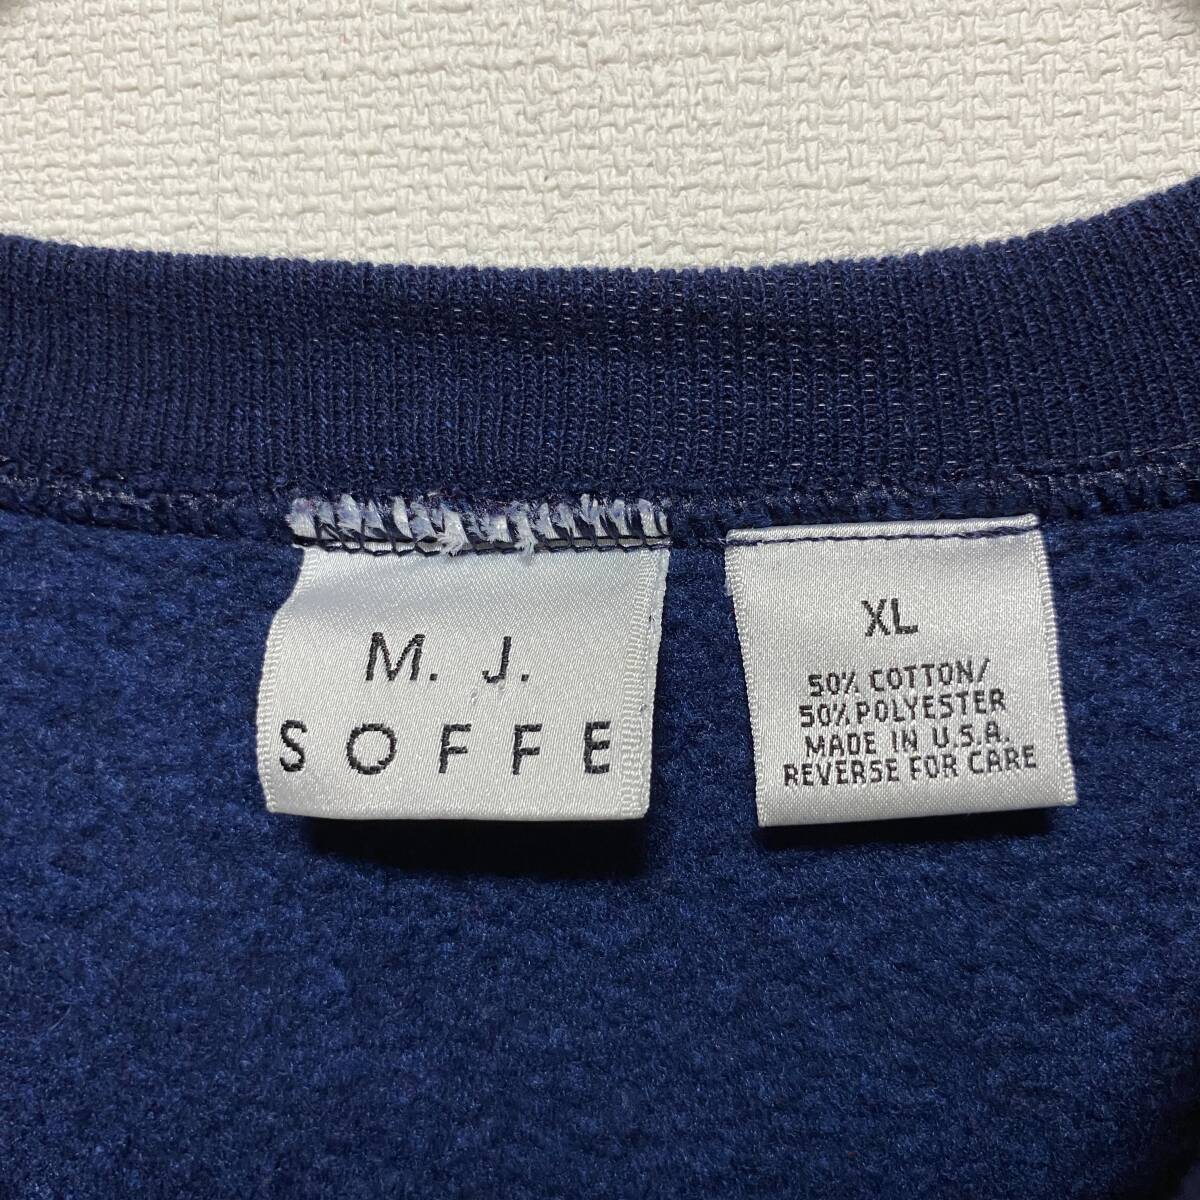 M. J.
SOFFE
XL
50% COTTON/
50% POLYESTER
MADE IN U.S.A.
REVERSE FOR CARE